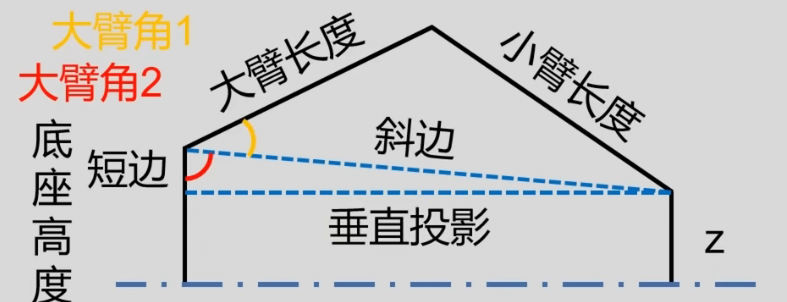 大臂角1
大臂角2
大臂长度
小臂长度
底座高度
短边
斜边
垂直投影
z